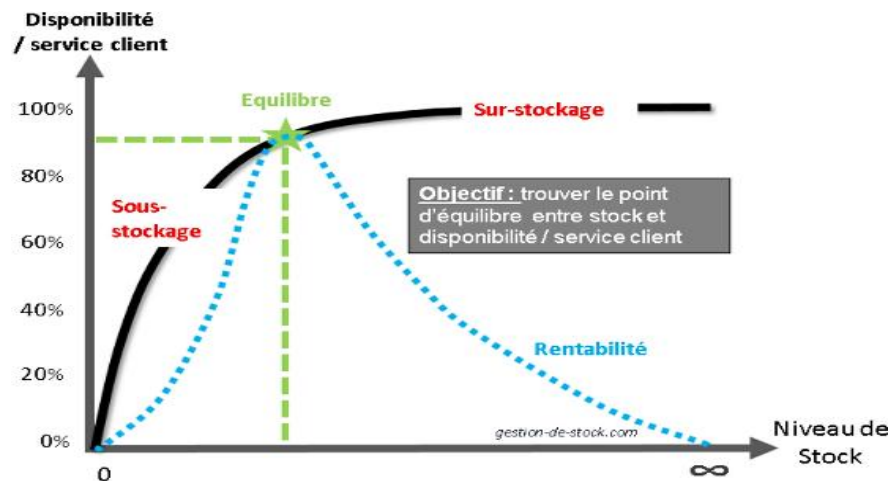 Disponibilité
/ service client
100%
80%
60%
40%
20%
0%
Equilibre
Sur-stockage
Sous-
stockage
Objectif : trouver le point
d'équilibre entre stock et
disponibilité / service client
Rentabilité
gestion-de-stock.com
Niveau de
Stock
0
∞